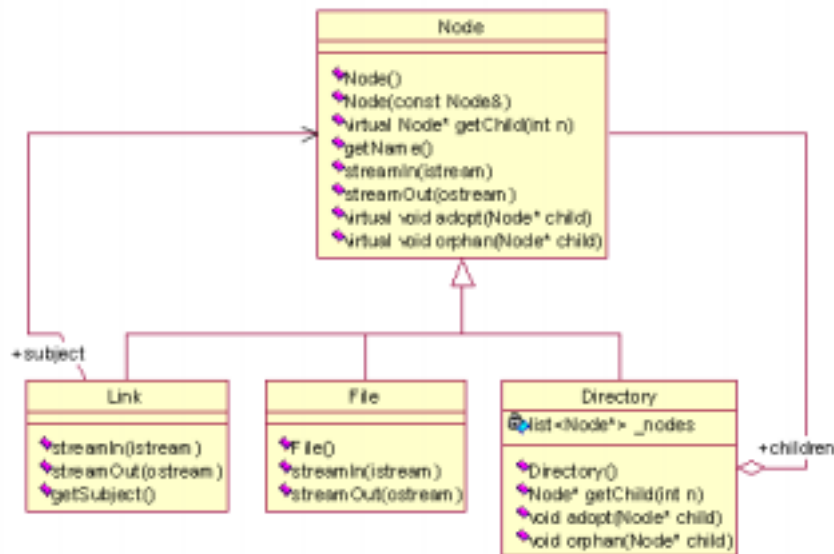 Node
Node()
Node(const Node&)
virtual Node* getChild(int n)
getName()
streamIn(istream)
streamOut(ostream)
virtual void adopt(Node* child)
virtual void orphan(Node* child)
+subject
Link
streamIn(istream)
streamOut(ostream)
getSubject()
File
File()
streamIn(istream)
streamOut(ostream)
Directory
list<Node*> _nodes
+children
Directory()
Node* getChild(int n)
void adopt(Node* child)
void orphan(Node* child)